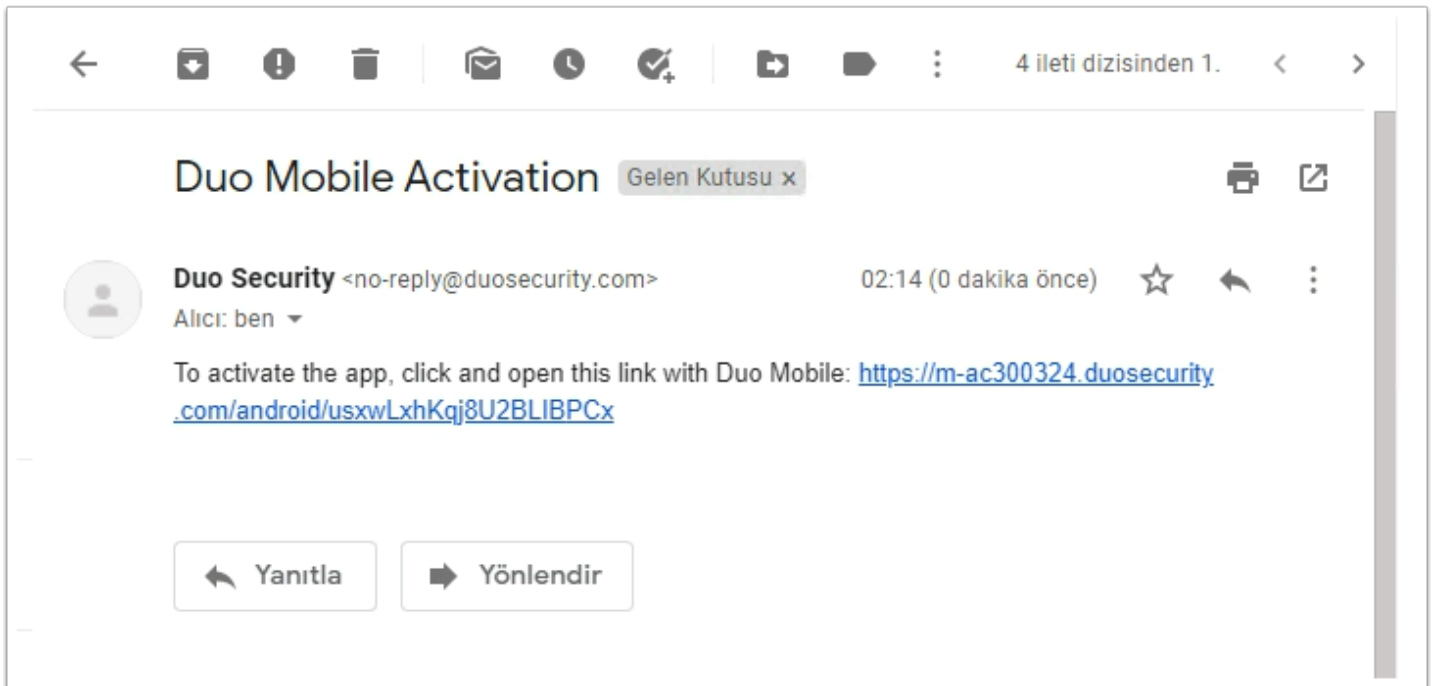 4 ileti dizisinden 1.
Duo Mobile Activation Gelen Kutusu x
Duo Security <no-reply@duosecurity.com> 02:14 (0 dakika önce)
Alıcı: ben
To activate the app, click and open this link with Duo Mobile: https://m-ac300324.duosecurity
.com/android/usxwLxhKqj8U2BLIBPCx
Yanıtla Yönlendir